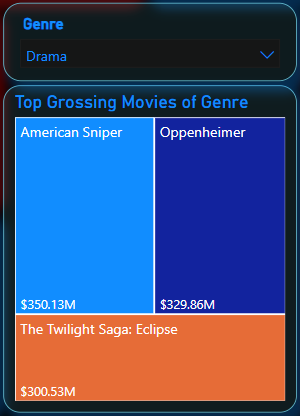 Genre
Drama
Top Grossing Movies of Genre
American Sniper
Oppenheimer
$350.13M
$329.86M
The Twilight Saga: Eclipse
$300.53M